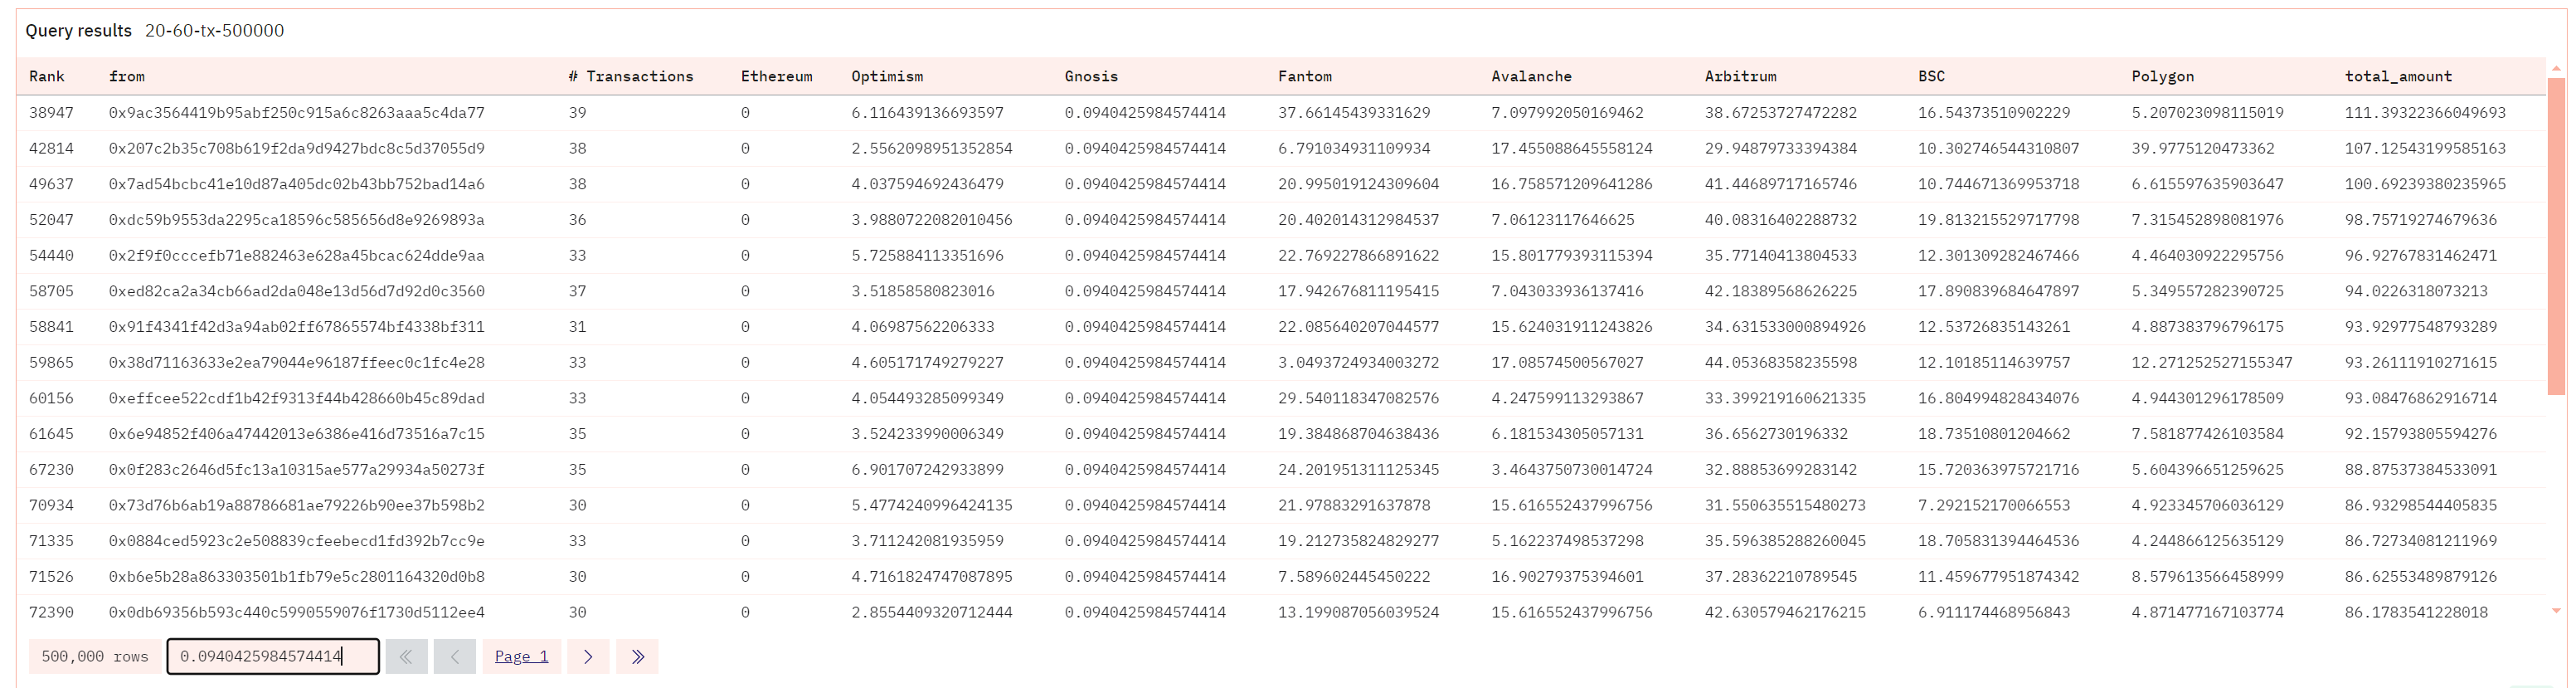 Query results 20-60-tx-500000
Rank from # Transactions Ethereum Optimism Gnosis Fantom Avalanche Arbitrum BSC Polygon total_amount
38947 0x9ac3564419b95abf250c915a6c8263aaa5c4da77 39 0 6.116439136693597 0.0940425984574414 37.66145439331629 7.097992050169462 38.67253727472282 16.54373510902229 5.207023098115019 111.39322366049693
42814 0x207c2b35c708b619f2da9d9427bdc8c5d37055d9 38 0 2.5562098951352854 0.0940425984574414 6.791034931109934 17.455088645558124 29.94879733394384 10.302746544310807 39.9775120473362 107.12543199585163
49637 0x7ad54bcbc41e10d87a405dc02b43bb752bad14a6 38 0 4.037594692436479 0.0940425984574414 20.995019124309604 16.758571209641286 41.44689717165746 10.744671369953718 6.615597635903647 100.69239380235965
52047 0xdc59b9553da2295ca18596c585656d8e9269893a 36 0 3.9880722082010456 0.0940425984574414 20.402014312984537 7.06123117646625 40.08316402288732 19.813215529717798 7.315452898081976 98.75719274679636
54440 0x2f9f0cccefb71e882463e628a45bcac624dde9aa 33 0 5.725884113351696 0.0940425984574414 22.769227866891622 15.801779393115394 35.77140413804533 12.301309282467466 4.464030922295756 96.92767831462471
58705 0xed82ca2a34cb66ad2da048e13d56d7d92d0c3560 37 0 3.51858580823016 0.0940425984574414 17.942676811195415 7.043033936137416 42.18389568626225 17.890839684647897 5.349557282390725 94.0226318073213
58841 0x91f4341f42d3a94ab02ff67865574bf4338bf311 31 0 4.06987562206333 0.0940425984574414 22.085640207044577 15.624031911243826 34.631533000894926 12.53726835143261 4.887383796796175 93.92977548793289
59865 0x38d71163633e2ea79044e96187ffeec0c1fc4e28 33 0 4.605171749279227 0.0940425984574414 3.0493724934003272 17.08574500567027 44.05368358235598 12.10185114639757 12.271252527155347 93.26111910271615
60156 0xeffcee522cdf1b42f9313f44b428660b45c89dad 33 0 4.054493285099349 0.0940425984574414 29.540118347082576 4.247599113293867 33.399219160621335 16.804994828434076 4.944301296178509 93.08476862916714
61645 0x6e94852f406a47442013e6386e416d73516a7c15 35 0 3.524233990006349 0.0940425984574414 19.384868704638436 6.181534305057131 36.6562730196332 18.73510801204662 7.581877426103584 92.15793805594276
67230 0x0f283c2646d5fc13a10315ae577a29934a50273f 35 0 6.901707242933899 0.0940425984574414 24.201951311125345 3.4643750730014724 32.88853699283142 15.720363975721716 5.604396651259625 88.87537384533091
70934 0x73d76b6ab19a88786681ae79226b90ee37b598b2 30 0 5.4774240996424135 0.0940425984574414 21.97883291637878 15.616552437996756 31.550635515480273 7.292152170066553 4.923345706036129 86.93298544405835
71335 0x0884ced5923c2e508839cfeebecd1fd392b7cc9e 33 0 3.711242081935959 0.0940425984574414 19.212735824829277 5.162237498537298 35.596385288260045 18.705831394464536 4.244866125635129 86.72734081211969
71526 0xb6e5b28a863303501b1fb79e5c2801164320d0b8 30 0 4.7161824747087895 0.0940425984574414 7.589602445450222 16.90279375394601 37.28362210789545 11.459677951874342 8.579613566458999 86.62553489879126
72390 0x0db69356b593c440c5990559076f1730d5112ee4 30 0 2.8554409320712444 0.0940425984574414 13.199087056039524 15.616552437996756 42.630579462176215 6.911174468956843 4.871477167103774 86.1783541228018
500,000 rows 0.0940425984574414 Page 1